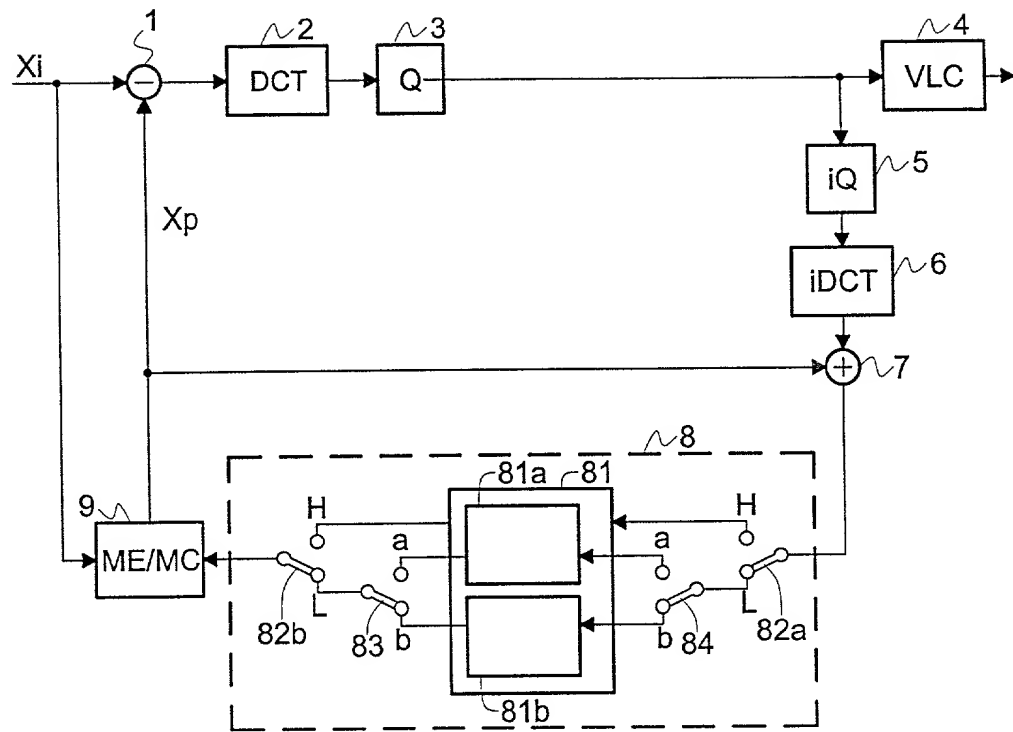 1
2
3
4
Xi
−
DCT
Q
VLC
iQ
5
Xp
iDCT
6
+
7
8
81a
81
9
H
H
ME/MC
a
a
L
L
82b
83
b
b
84
82a
81b